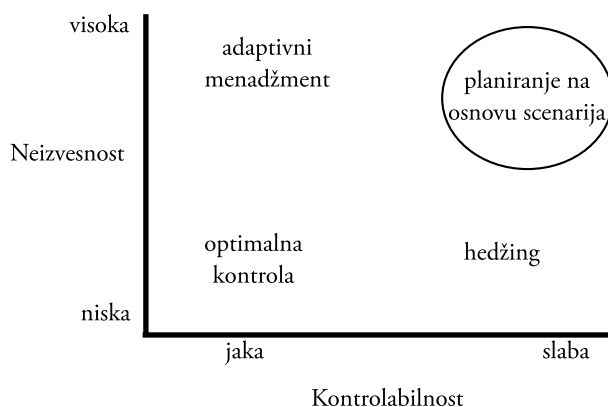 visoka
adaptivni
menadžment
planiranje na
osnovu scenarija
Neizvesnost
optimalna
kontrola
hedžing
niska
jaka
slaba
Kontrolabilnost